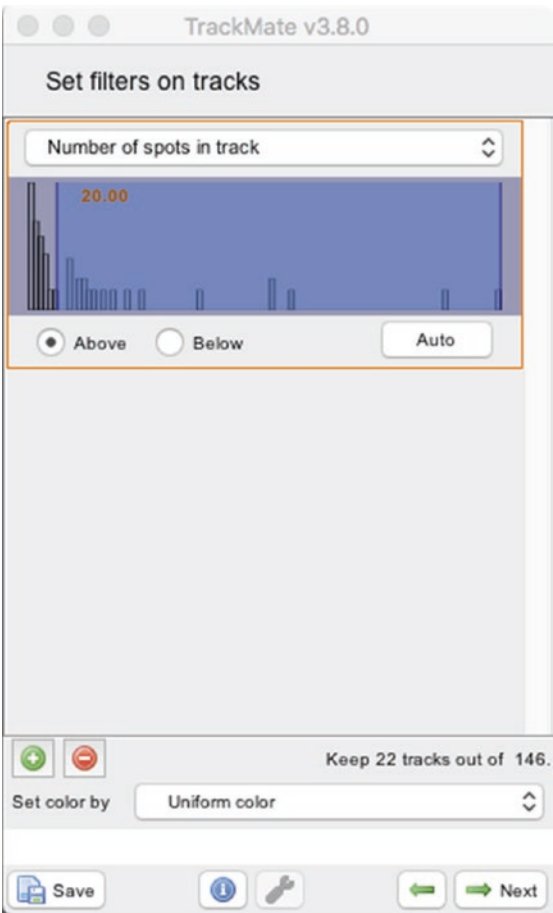 TrackMate v3.8.0
Set filters on tracks
Number of spots in track
20.00
Above Below Auto
Keep 22 tracks out of 146.
Set color by Uniform color
Save Next